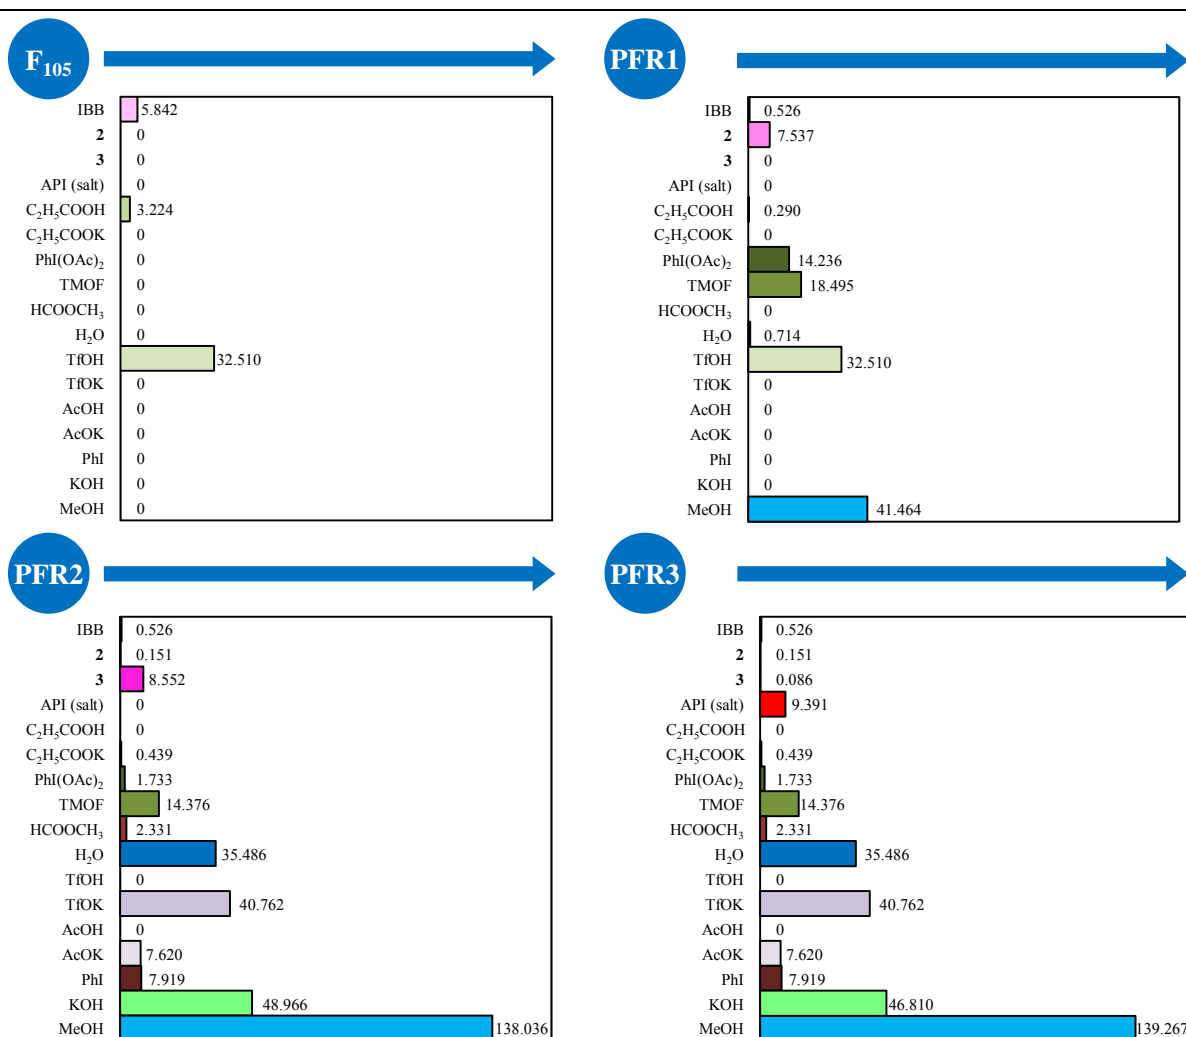 F₁₀₅
IBB 5.842
2 0
3 0
API (salt) 0
C₂H₅COOH 3.224
C₂H₅COOK 0
PhI(OAc)₂ 0
TMOF 0
HCOOCH₃ 0
H₂O 0
TfOH 32.510
TfOK 0
AcOH 0
AcOK 0
PhI 0
KOH 0
MeOH 0
PFR1
IBB 0.526
2 7.537
3 0
API (salt) 0
C₂H₅COOH 0.290
C₂H₅COOK 0
PhI(OAc)₂ 14.236
TMOF 18.495
HCOOCH₃ 0
H₂O 0.714
TfOH 32.510
TfOK 0
AcOH 0
AcOK 0
PhI 0
KOH 0
MeOH 41.464
PFR2
IBB 0.526
2 0.151
3 8.552
API (salt) 0
C₂H₅COOH 0
C₂H₅COOK 0.439
PhI(OAc)₂ 1.733
TMOF 14.376
HCOOCH₃ 2.331
H₂O 35.486
TfOH 0
TfOK 40.762
AcOH 0
AcOK 7.620
PhI 7.919
KOH 48.966
MeOH 138.036
PFR3
IBB 0.526
2 0.151
3 0.086
API (salt) 9.391
C₂H₅COOH 0
C₂H₅COOK 0.439
PhI(OAc)₂ 1.733
TMOF 14.376
HCOOCH₃ 2.331
H₂O 35.486
TfOH 0
TfOK 40.762
AcOH 0
AcOK 7.620
PhI 7.919
KOH 46.810
MeOH 139.267